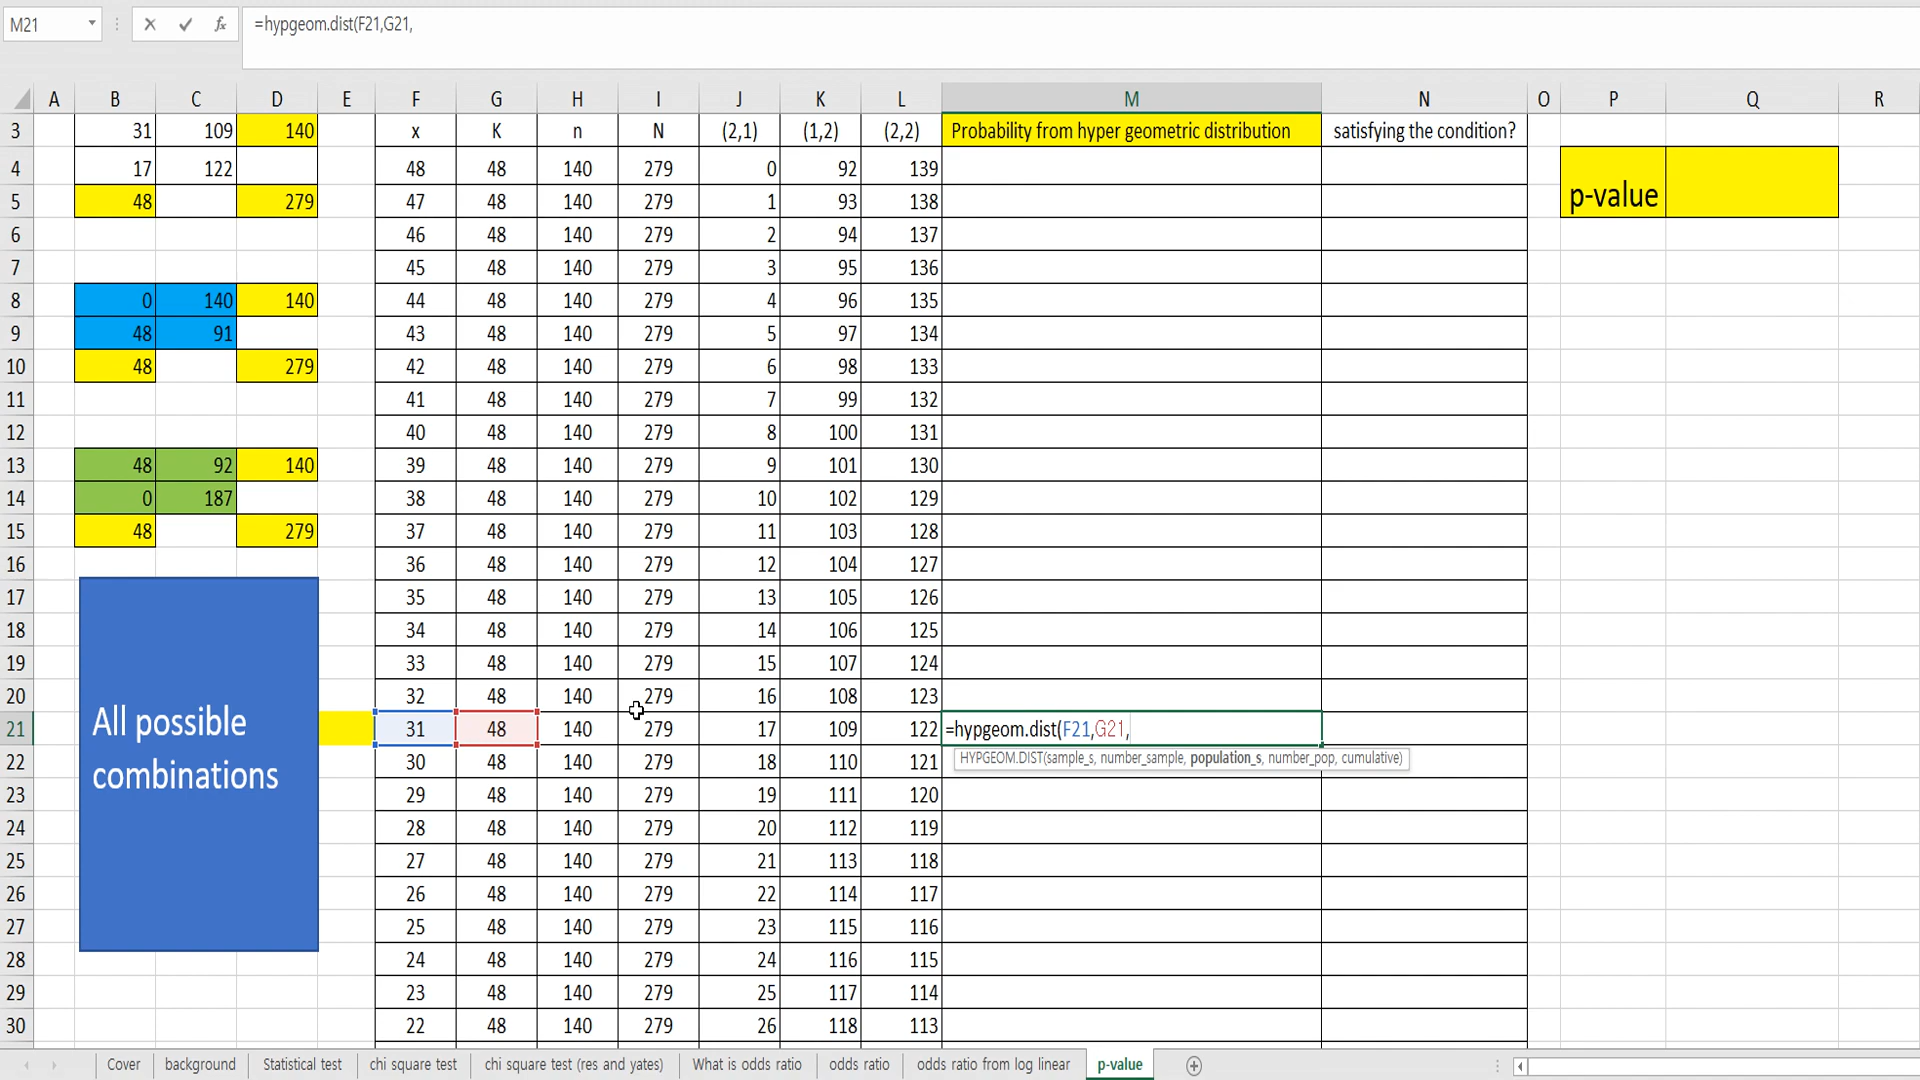 M21 =hypgeom.dist(F21,G21,
A B C D E F G H I J K L M N O P Q R
3 31 109 140 x K n N (2,1) (1,2) (2,2) Probability from hyper geometric distribution satisfying the condition?
4 17 122 48 48 140 279 0 92 139
5 48 279 47 48 140 279 1 93 138 p-value
6 46 48 140 279 2 94 137
7 45 48 140 279 3 95 136
8 0 140 140 44 48 140 279 4 96 135
9 48 91 43 48 140 279 5 97 134
10 48 279 42 48 140 279 6 98 133
11 41 48 140 279 7 99 132
12 40 48 140 279 8 100 131
13 48 92 140 39 48 140 279 9 101 130
14 0 187 38 48 140 279 10 102 129
15 48 279 37 48 140 279 11 103 128
16 36 48 140 279 12 104 127
17 35 48 140 279 13 105 126
18 34 48 140 279 14 106 125
19 33 48 140 279 15 107 124
20 32 48 140 279 16 108 123
21 31 48 140 279 17 109 122 =hypgeom.dist(F21,G21,
HYPGEOM.DIST(sample_s, number_sample, population_s, number_pop, cumulative)
22 30 48 140 279 18 110 121
23 29 48 140 279 19 111 120
24 28 48 140 279 20 112 119
25 27 48 140 279 21 113 118
26 26 48 140 279 22 114 117
27 25 48 140 279 23 115 116
28 24 48 140 279 24 116 115
29 23 48 140 279 25 117 114
30 22 48 140 279 26 118 113
All possible
combinations
Cover background Statistical test chi square test chi square test (res and yates) What is odds ratio odds ratio odds ratio from log linear p-value